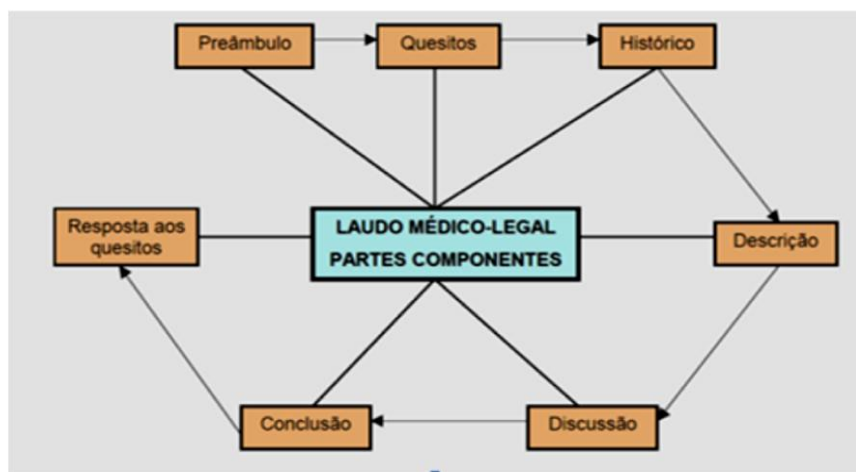 Preâmbulo
Quesitos
Histórico
LAUDO MÉDICO-LEGAL
PARTES COMPONENTES
Resposta aos
quesitos
Descrição
Conclusão
Discussão